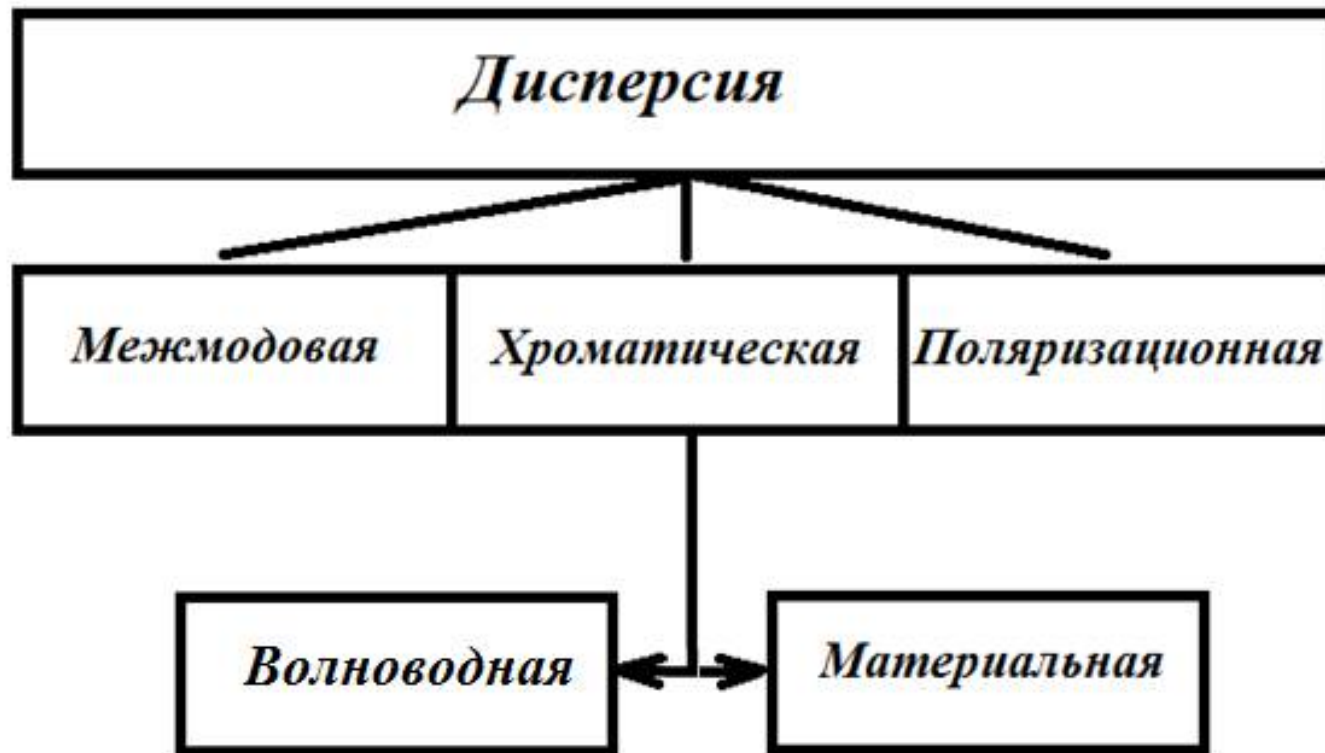 Дисперсия
Межмодовая
Хроматическая
Поляризационная
Волноводная
Материальная